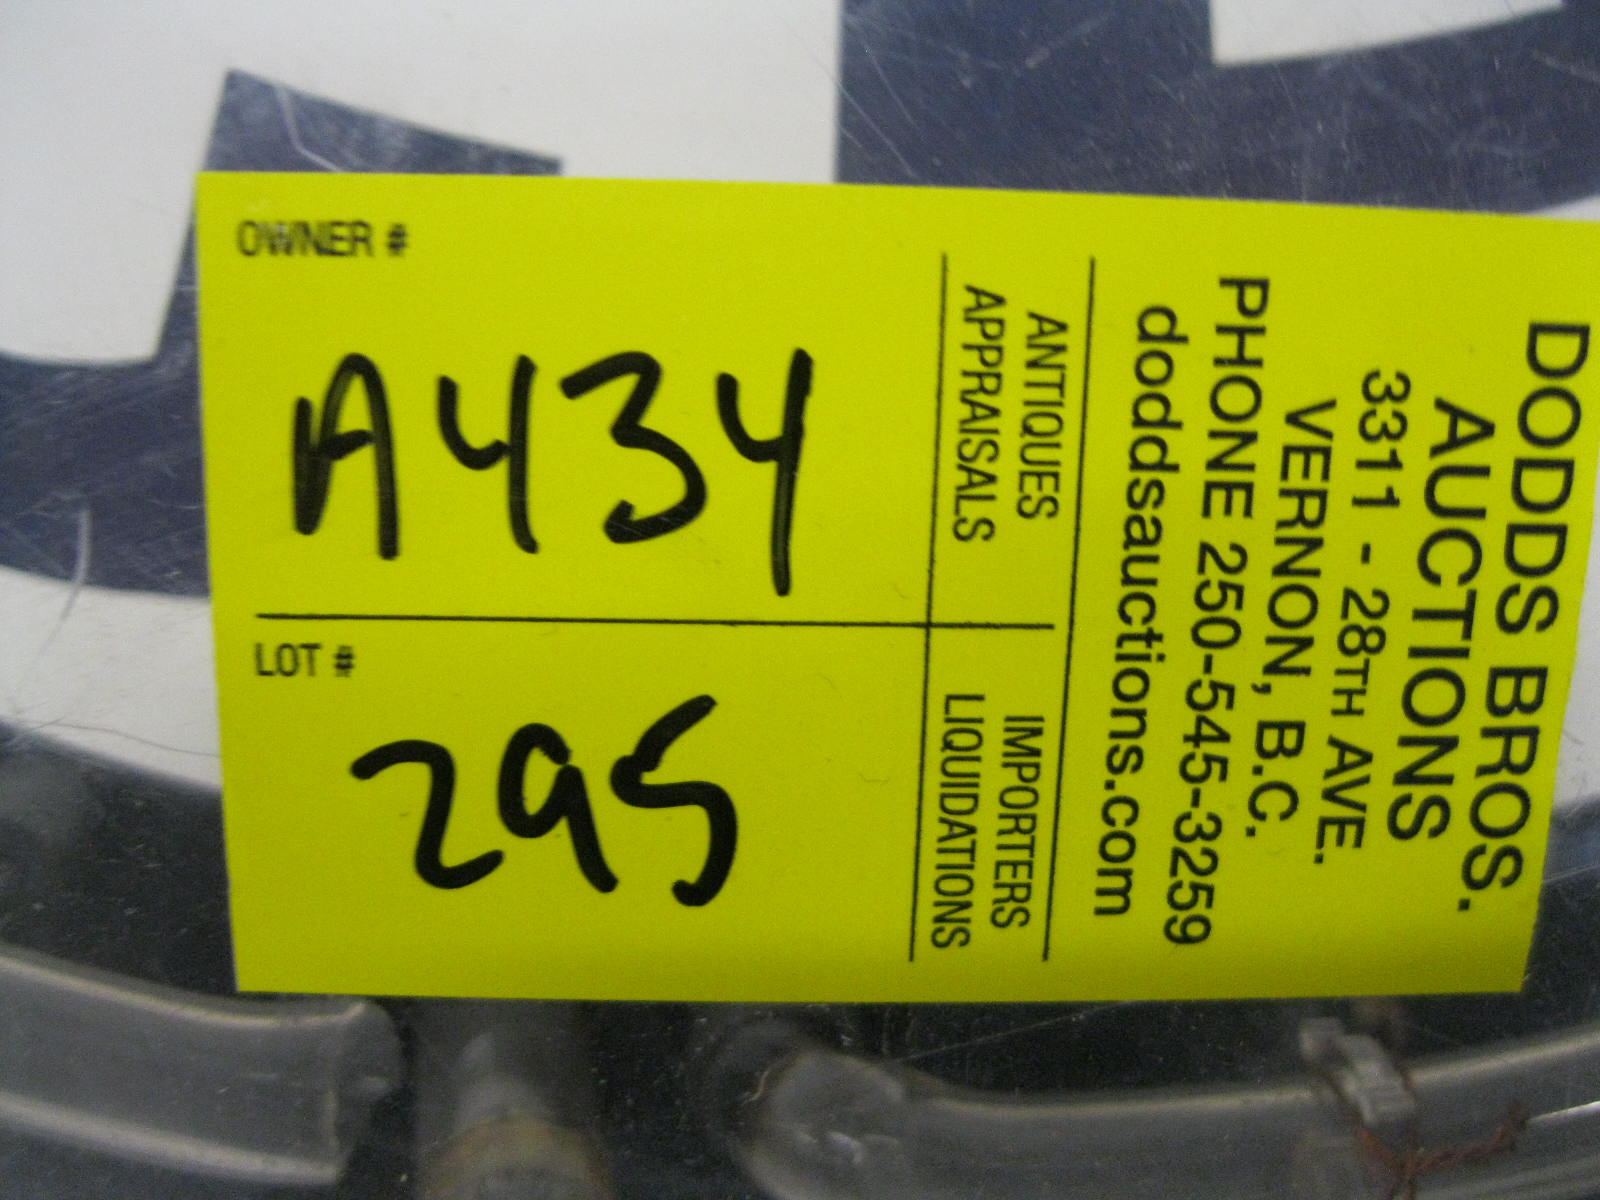 OWNER #
A434
LOT #
295
DODDS BROS.
AUCTIONS
3311 - 28TH AVE.
VERNON, B.C.
PHONE 250-545-3259
doddsauctions.com
ANTIQUES
APPRAISALS
IMPORTERS
LIQUIDATIONS